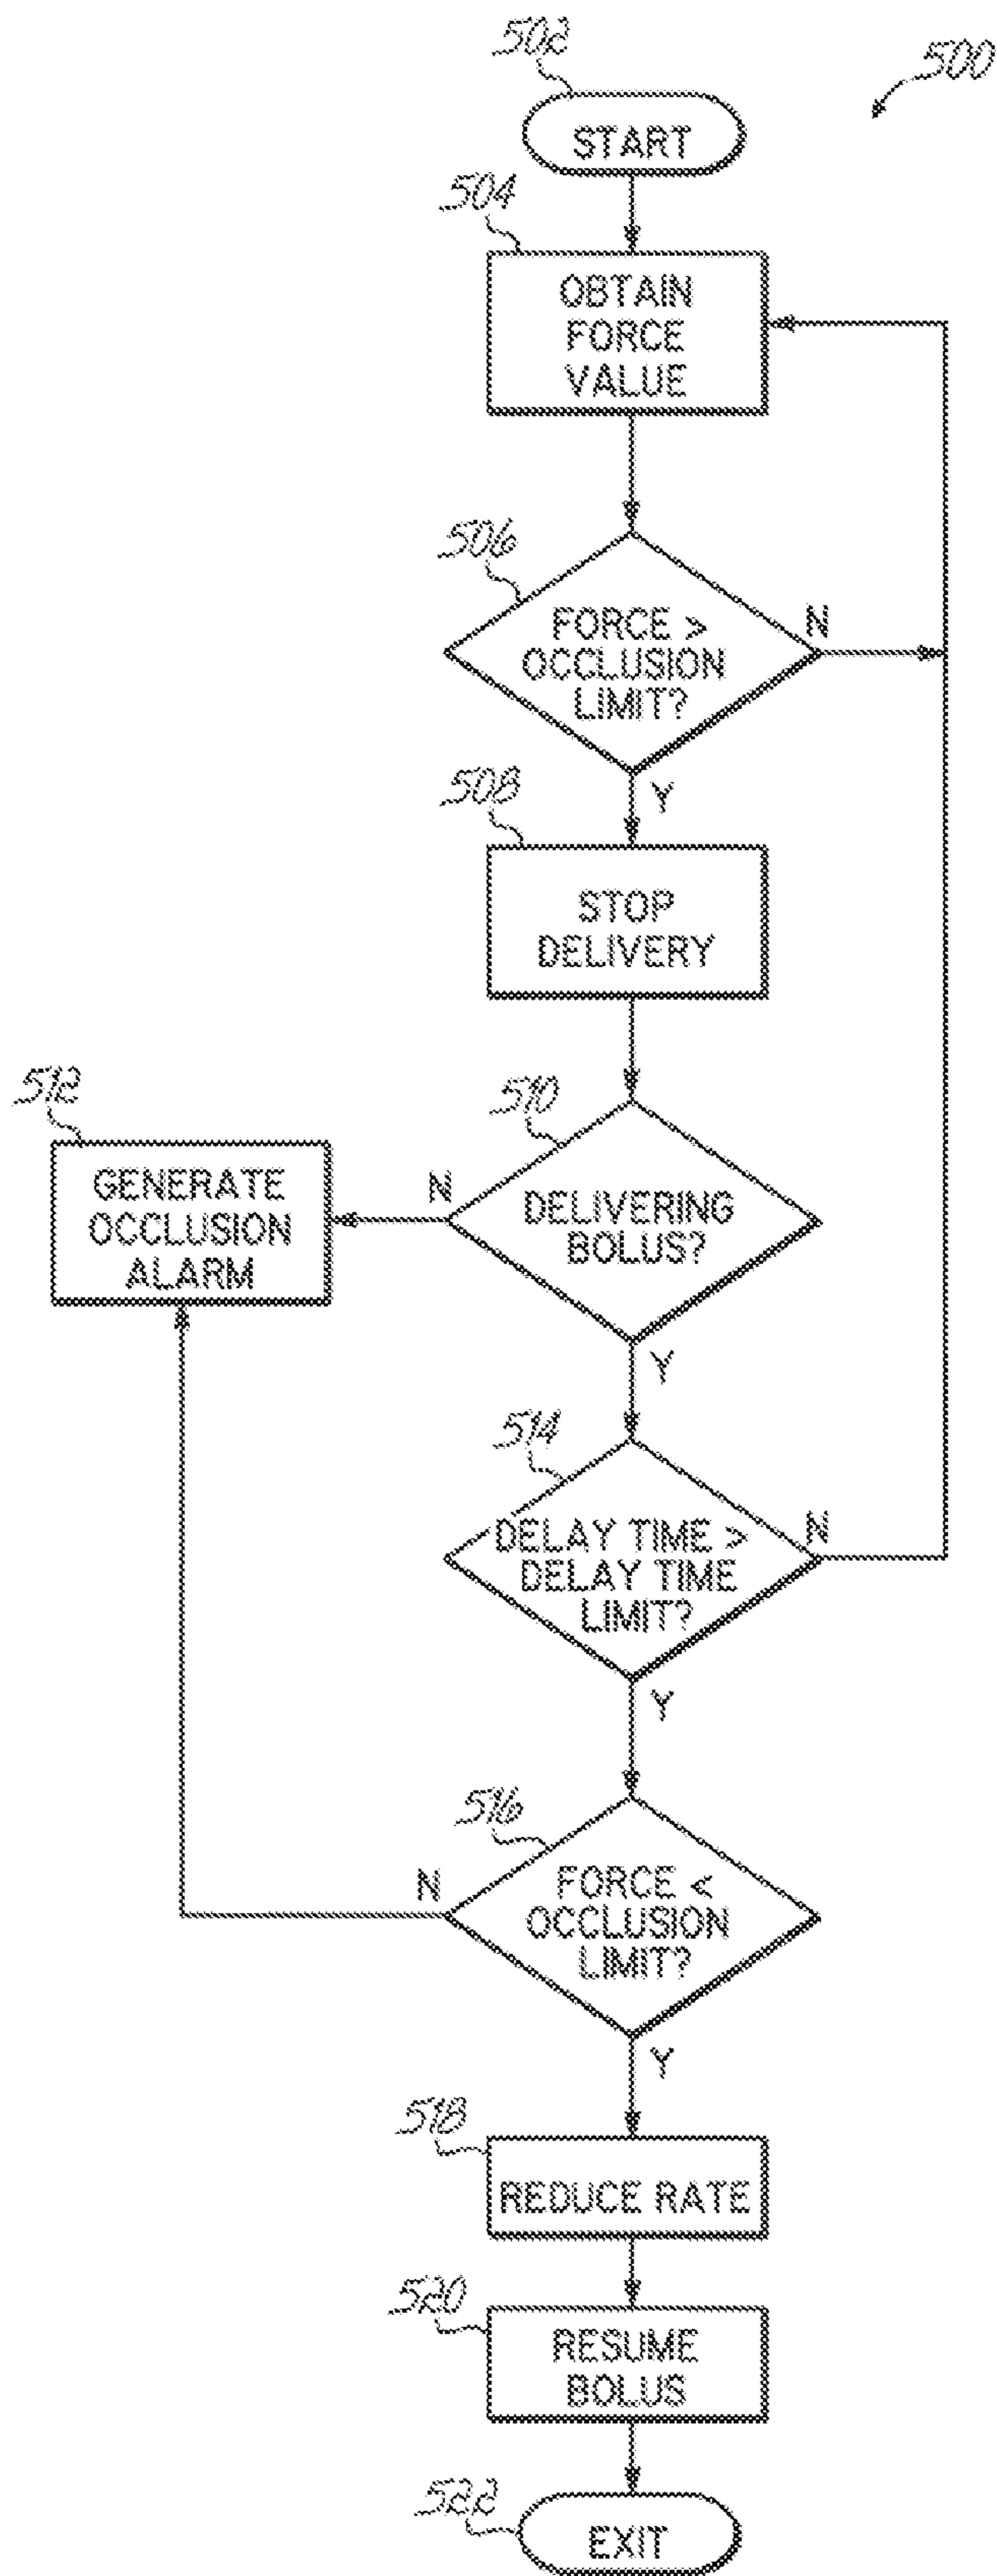 502
500
START
504
OBTAIN
FORCE
VALUE
506
FORCE >
OCCLUSION
LIMIT?
N
Y
508
STOP
DELIVERY
512
GENERATE
OCCLUSION
ALARM
510
N
DELIVERING
BOLUS?
Y
514
DELAY TIME >
DELAY TIME
LIMIT?
N
Y
516
N
FORCE <
OCCLUSION
LIMIT?
Y
518
REDUCE RATE
520
RESUME
BOLUS
522
EXIT